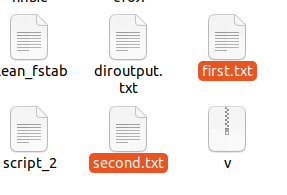 ean_fstab
diroutput.
txt
first.txt
script_2
second.txt
v